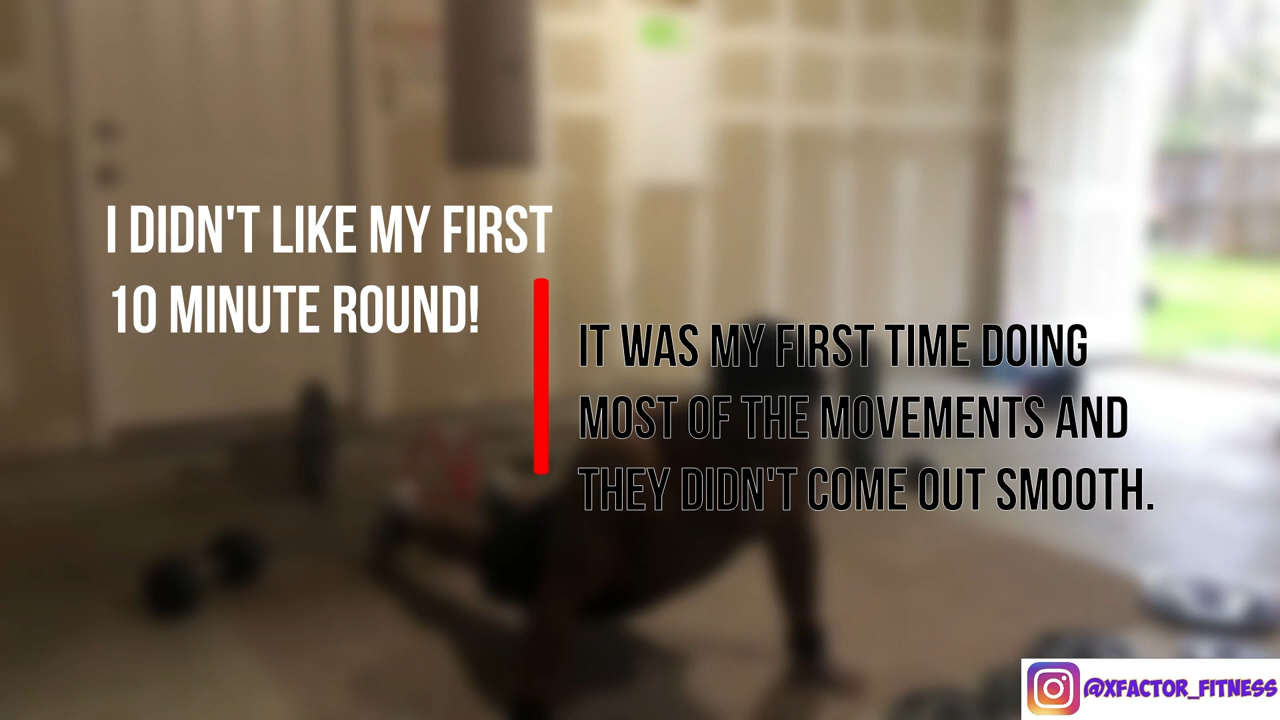 I DIDN'T LIKE MY FIRST
10 MINUTE ROUND!
IT WAS MY FIRST TIME DOING
MOST OF THE MOVEMENTS AND
THEY DIDN'T COME OUT SMOOTH.
@XFACTOR_FITNESS